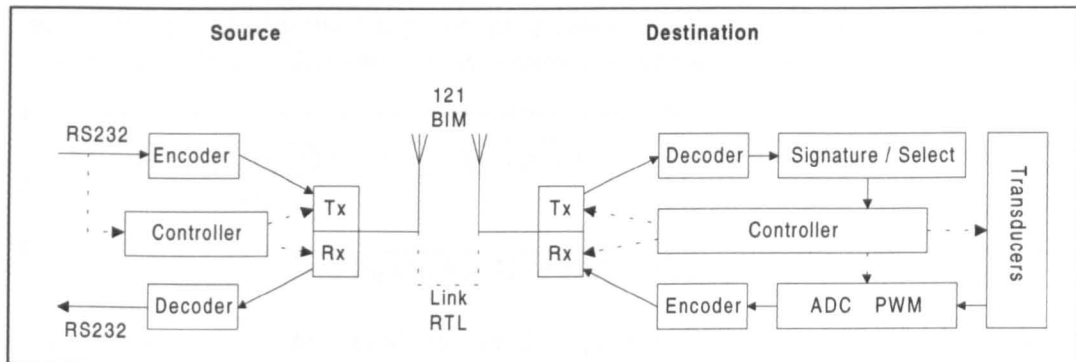 Source
Destination
121
BIM
RS232
Encoder
Decoder
Signature / Select
Tx
Tx
Controller
Controller
Rx
Rx
Transducers
Decoder
Link
RTL
Encoder
ADC PWM
RS232